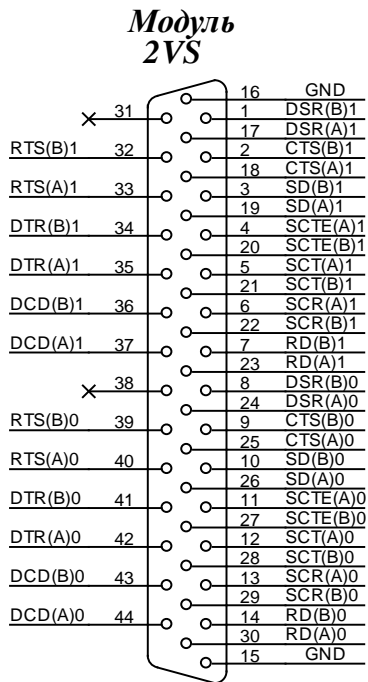 Модуль
2VS
16 GND
31 1 DSR(B)1
17 DSR(A)1
RTS(B)1 32 2 CTS(B)1
18 CTS(A)1
RTS(A)1 33 3 SD(B)1
19 SD(A)1
DTR(B)1 34 4 SCTE(A)1
20 SCTE(B)1
DTR(A)1 35 5 SCT(A)1
21 SCT(B)1
DCD(B)1 36 6 SCR(A)1
22 SCR(B)1
DCD(A)1 37 7 RD(B)1
23 RD(A)1
38 8 DSR(B)0
24 DSR(A)0
RTS(B)0 39 9 CTS(B)0
25 CTS(A)0
RTS(A)0 40 10 SD(B)0
26 SD(A)0
DTR(B)0 41 11 SCTE(A)0
27 SCTE(B)0
DTR(A)0 42 12 SCT(A)0
28 SCT(B)0
DCD(B)0 43 13 SCR(A)0
29 SCR(B)0
DCD(A)0 44 14 RD(B)0
30 RD(A)0
15 GND